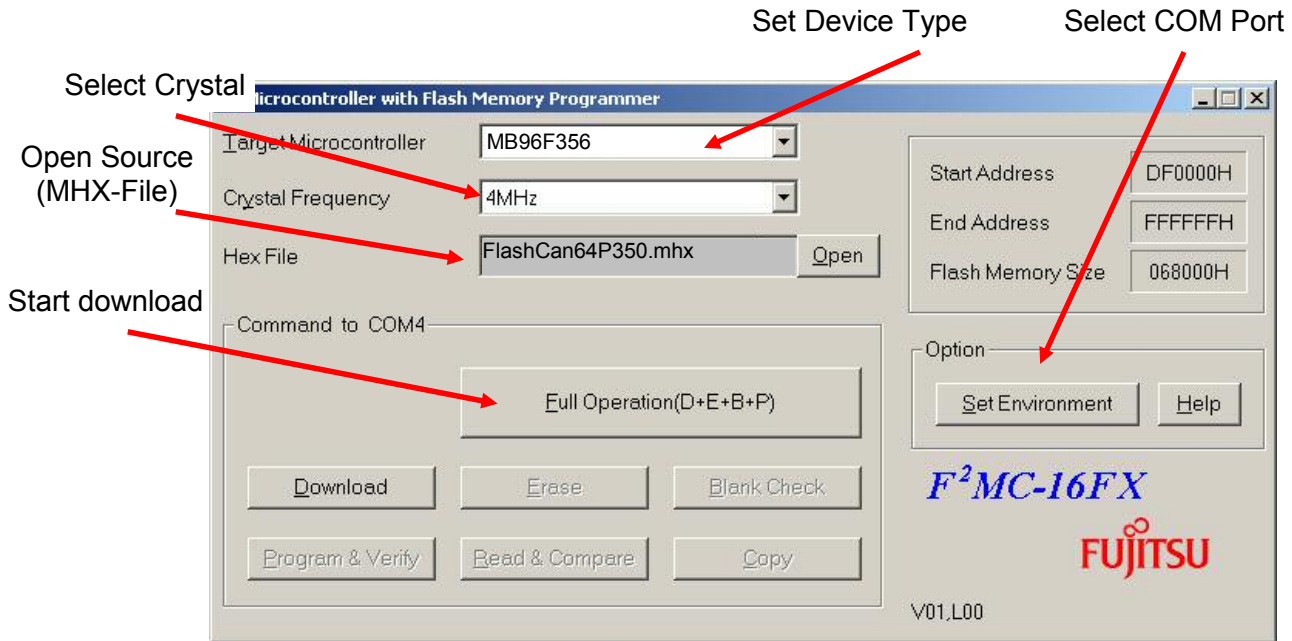 Set Device Type
Select COM Port
Select Crystal
Microcontroller with Flash Memory Programmer
Open Source
(MHX-File)
Target Microcontroller
MB96F356
Crystal Frequency
4MHz
Hex File
FlashCan64P350.mhx
Open
Start Address
DF0000H
End Address
FFFFFFH
Flash Memory Size
068000H
Start download
Command to COM4
Full Operation(D+E+B+P)
Download
Erase
Blank Check
Program & Verify
Read & Compare
Copy
Option
Set Environment
Help
F²MC-16FX
FUJITSU
V01,L00